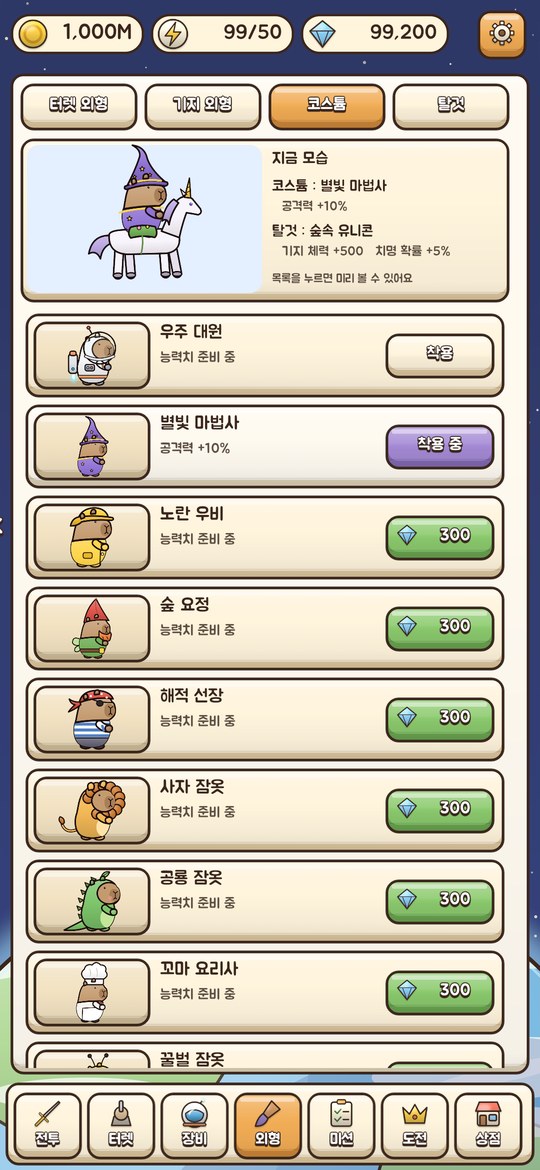 1,000M 99/50 99,200
터렛 외형 기지 외형 코스튬 탈것
지금 모습
코스튬 : 별빛 마법사
공격력 +10%
탈것 : 숲속 유니콘
기지 체력 +500 치명 확률 +5%
목록을 누르면 미리 볼 수 있어요
우주 대원
능력치 준비 중
착용
별빛 마법사
공격력 +10%
착용 중
노란 우비
능력치 준비 중
300
숲 요정
능력치 준비 중
300
해적 선장
능력치 준비 중
300
사자 잠옷
능력치 준비 중
300
공룡 잠옷
능력치 준비 중
300
꼬마 요리사
능력치 준비 중
300
꿀벌 잠옷
전투 터렛 장비 외형 미션 도전 상점